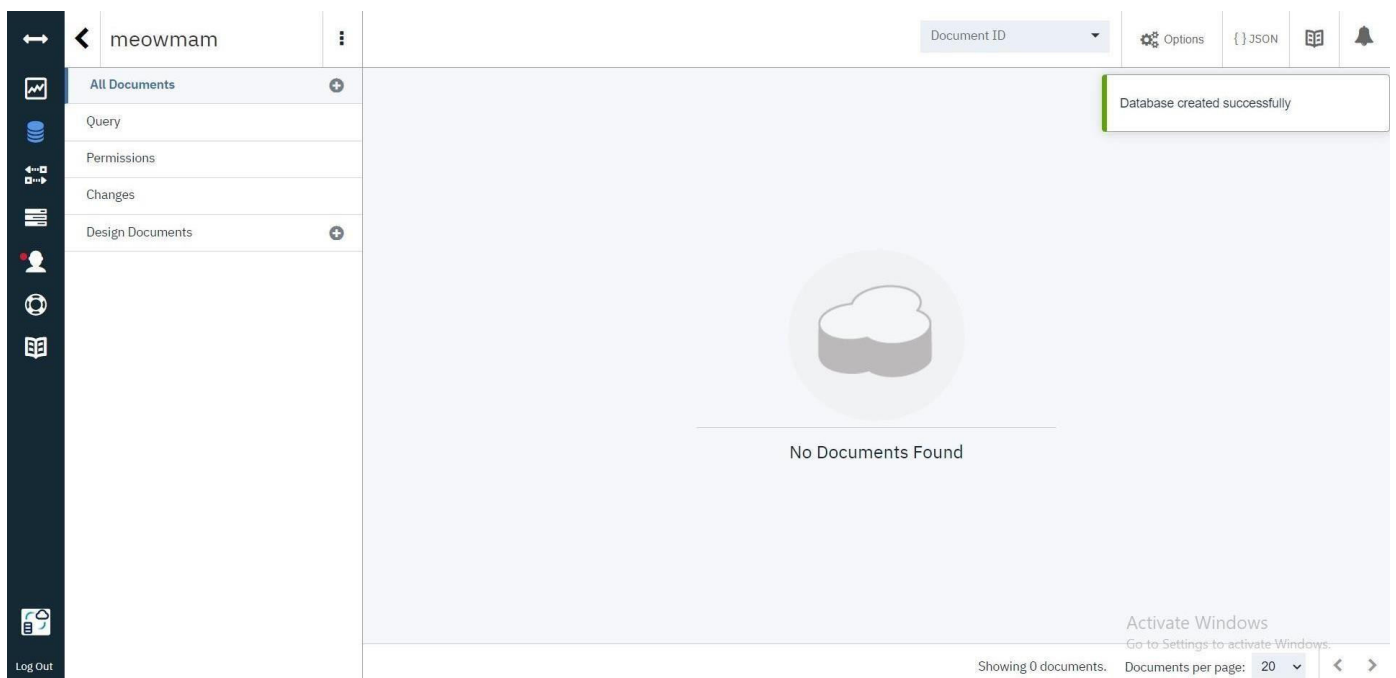 meowmam
Document ID
Options
{ } JSON
All Documents
Query
Permissions
Changes
Design Documents
Database created successfully
No Documents Found
Activate Windows
Go to Settings to activate Windows.
Log Out
Showing 0 documents.
Documents per page: 20